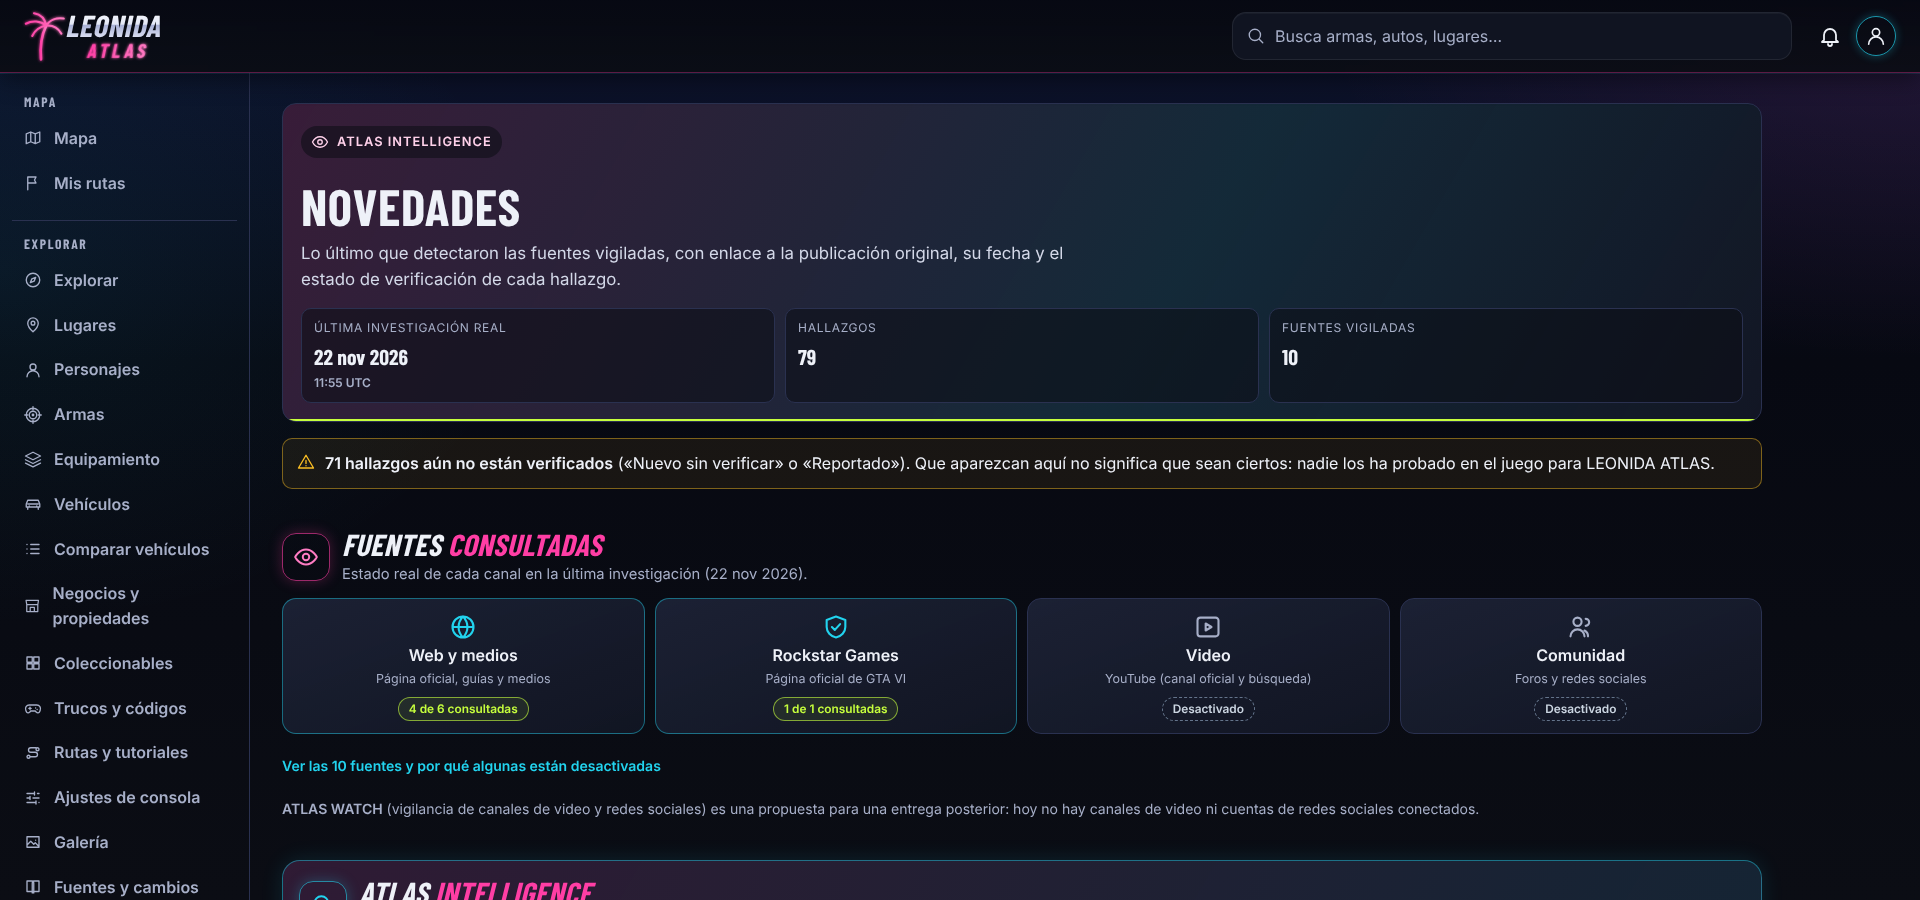 LEONIDA
ATLAS
Busca armas, autos, lugares...
MAPA
Mapa
Mis rutas
EXPLORAR
Explorar
Lugares
Personajes
Armas
Equipamiento
Vehículos
Comparar vehículos
Negocios y
propiedades
Coleccionables
Trucos y códigos
Rutas y tutoriales
Ajustes de consola
Galería
Fuentes y cambios
ATLAS INTELLIGENCE
NOVEDADES
Lo último que detectaron las fuentes vigiladas, con enlace a la publicación original, su fecha y el
estado de verificación de cada hallazgo.
ÚLTIMA INVESTIGACIÓN REAL
22 nov 2026
11:55 UTC
HALLAZGOS
79
FUENTES VIGILADAS
10
71 hallazgos aún no están verificados («Nuevo sin verificar» o «Reportado»). Que aparezcan aquí no significa que sean ciertos: nadie los ha probado en el juego para LEONIDA ATLAS.
FUENTES CONSULTADAS
Estado real de cada canal en la última investigación (22 nov 2026).
Web y medios
Página oficial, guías y medios
4 de 6 consultadas
Rockstar Games
Página oficial de GTA VI
1 de 1 consultadas
Video
YouTube (canal oficial y búsqueda)
Desactivado
Comunidad
Foros y redes sociales
Desactivado
Ver las 10 fuentes y por qué algunas están desactivadas
ATLAS WATCH (vigilancia de canales de video y redes sociales) es una propuesta para una entrega posterior: hoy no hay canales de video ni cuentas de redes sociales conectados.
ATLAS INTELLIGENCE